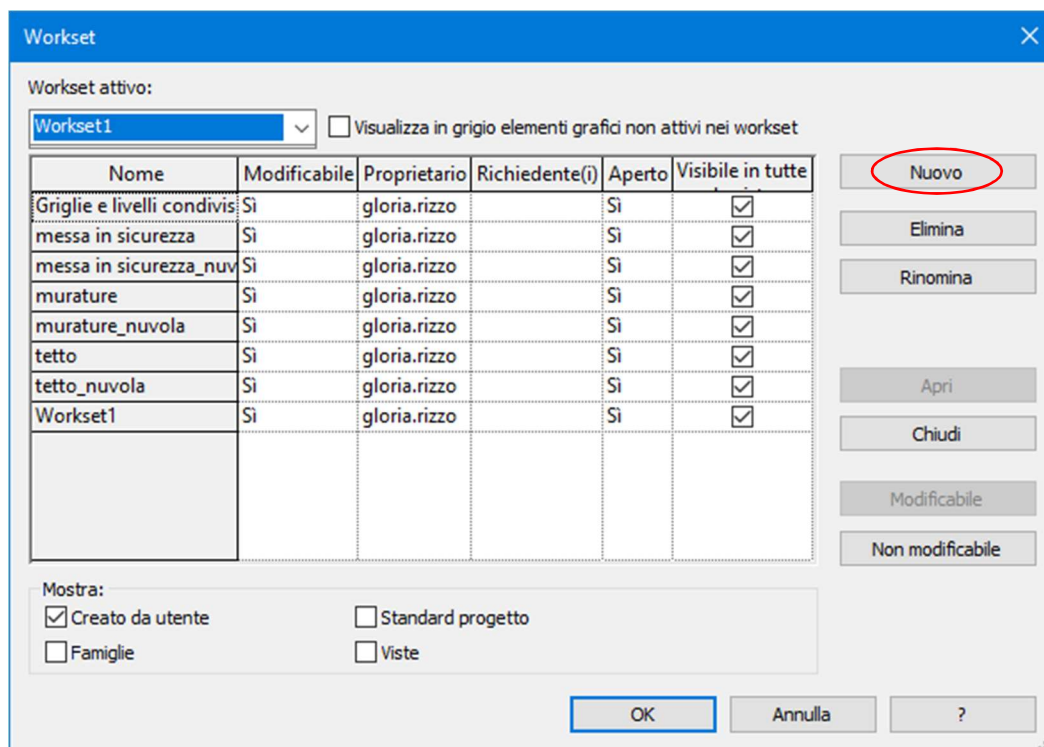 Workset
Workset attivo:
Workset1
Visualizza in grigio elementi grafici non attivi nei workset
Nome Modificabile Proprietario Richiedente(i) Aperto Visibile in tutte
Griglie e livelli condivis Sì gloria.rizzo Sì
messa in sicurezza Sì gloria.rizzo Sì
messa in sicurezza_nuv Sì gloria.rizzo Sì
murature Sì gloria.rizzo Sì
murature_nuvola Sì gloria.rizzo Sì
tetto Sì gloria.rizzo Sì
tetto_nuvola Sì gloria.rizzo Sì
Workset1 Sì gloria.rizzo Sì
Nuovo
Elimina
Rinomina
Apri
Chiudi
Modificabile
Non modificabile
Mostra:
Creato da utente Standard progetto
Famiglie Viste
OK Annulla ?